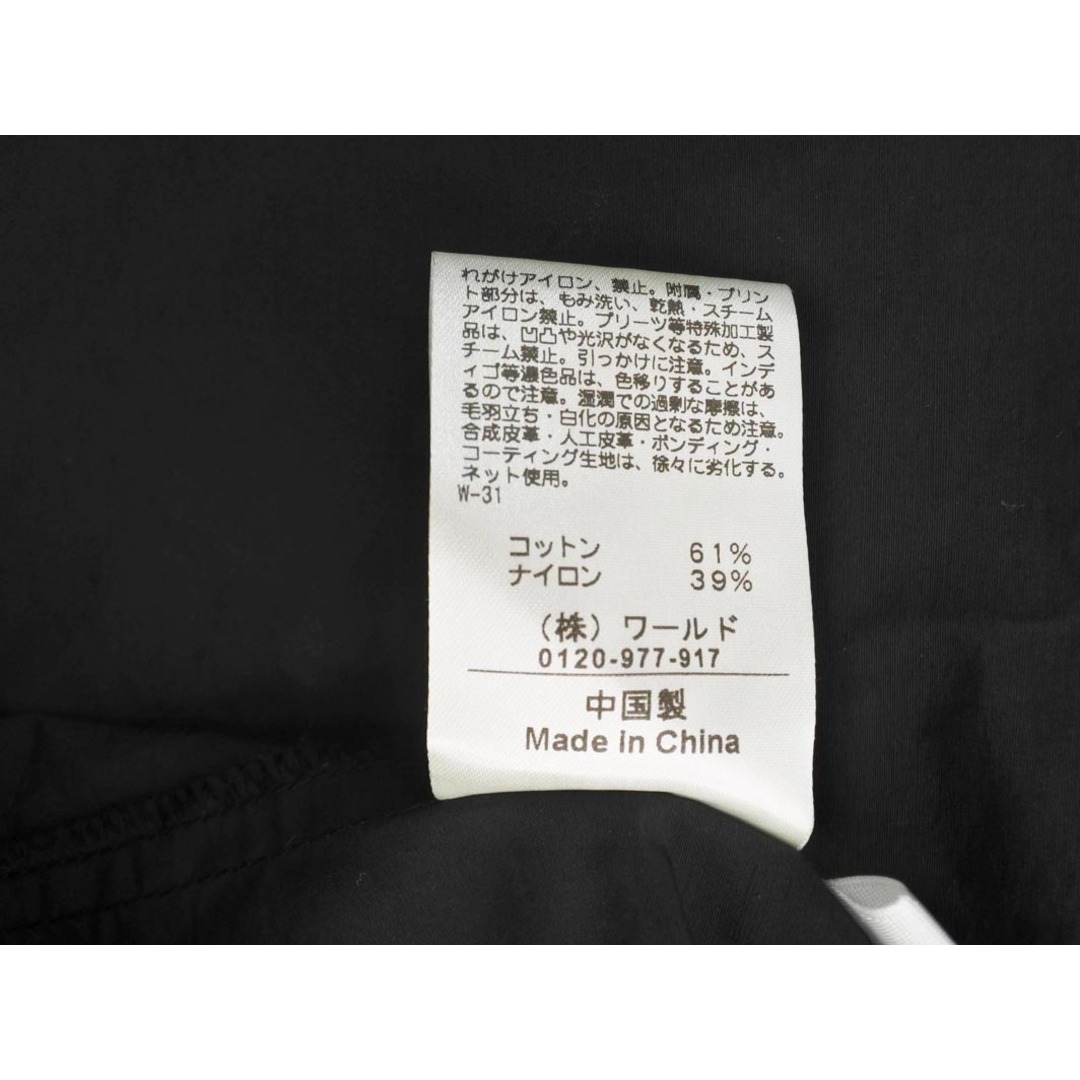 れがけアイロン、禁止。附属・プリン
ト部分は、もみ洗い、乾熱・スチーム
アイロン禁止。プリーツ等特殊加工製
品は、凹凸や光沢がなくなるため、ス
チーム禁止。引っかけに注意。インデ
ィゴ等濃色品は、色移りすることがあ
るので注意。湿潤での過剰な摩擦は、
毛羽立ち・白化の原因となるため注意。
合成皮革・人工皮革・ボンディング・
コーティング生地は、徐々に劣化する。
ネット使用。
W-31
コットン 61%
ナイロン 39%
（株）ワールド
0120-977-917
中国製
Made in China